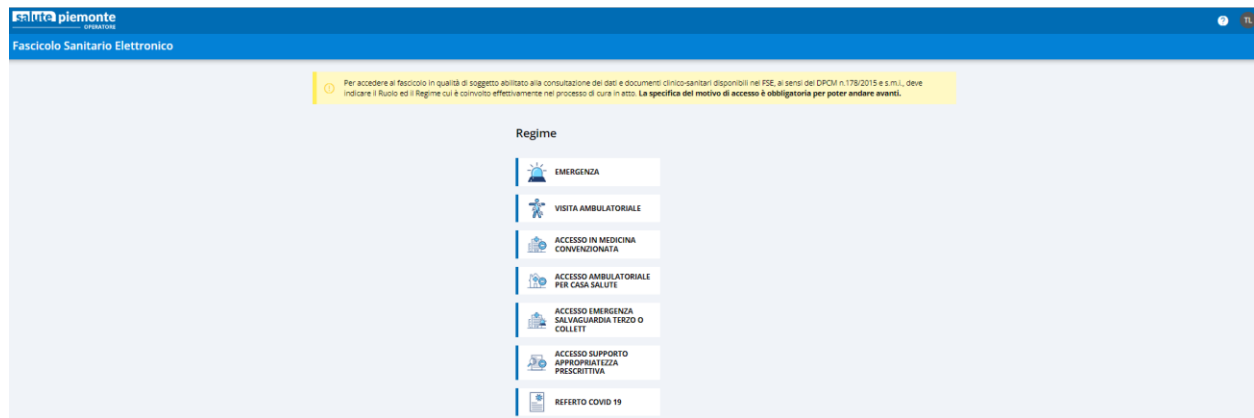 salute piemonte
OPERATORE
? TL
Fascicolo Sanitario Elettronico
Per accedere al fascicolo in qualità di soggetto abilitato alla consultazione dei dati e documenti clinico-sanitari disponibili nel FSE, ai sensi del DPCM n.178/2015 e s.m.i., deve
indicare il Ruolo ed il Regime cui è coinvolto effettivamente nel processo di cura in atto. La specifica del motivo di accesso è obbligatoria per poter andare avanti.
Regime
EMERGENZA
VISITA AMBULATORIALE
ACCESSO IN MEDICINA
CONVENZIONATA
ACCESSO AMBULATORIALE
PER CASA SALUTE
ACCESSO EMERGENZA
SALVAGUARDIA TERZO O
COLLETT
ACCESSO SUPPORTO
APPROPRIATEZZA
PRESCRITTIVA
REFERTO COVID 19